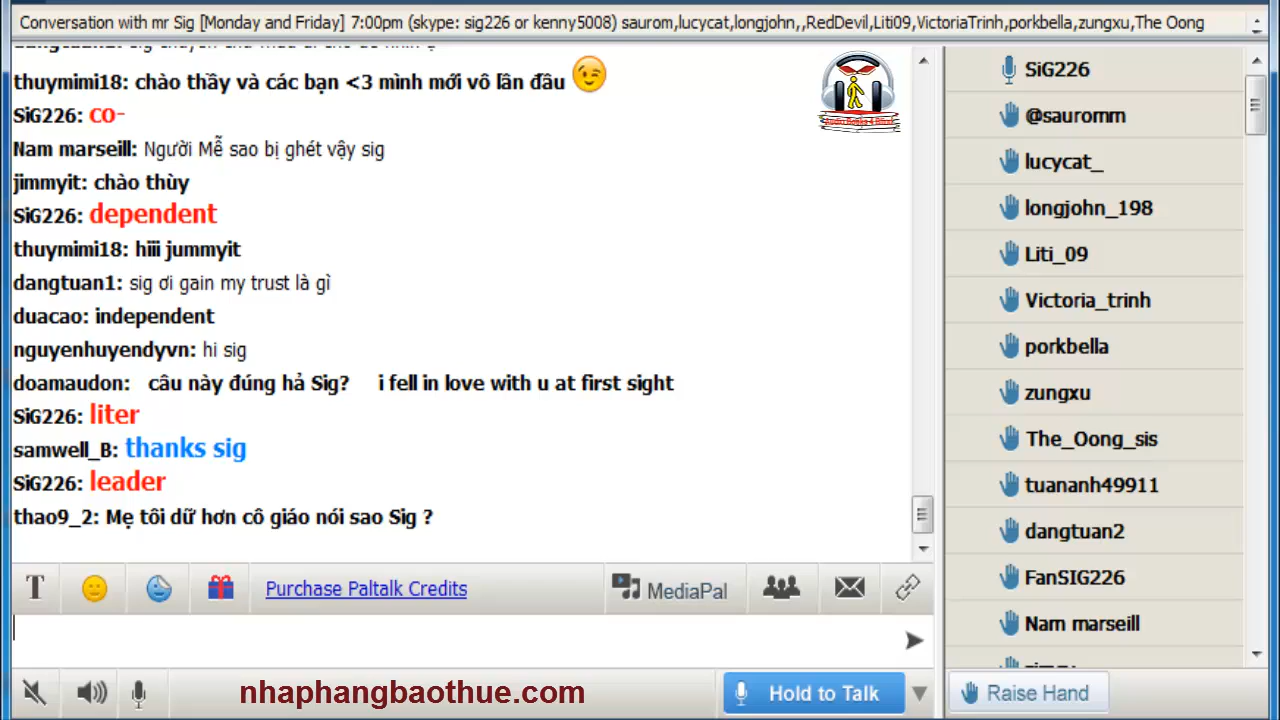 Conversation with mr Sig [Monday and Friday] 7:00pm (skype: sig226 or kenny5008) saurom,lucycat,longjohn,,RedDevil,Liti09,VictoriaTrinh,porkbella,zungxu,The Oong
thuymimi18: chào thầy và các bạn <3 mình mới vô lần đầu
SiG226: co-
Nam marseill: Người Mễ sao bị ghét vậy sig
jimmyit: chào thùy
SiG226: dependent
thuymimi18: hiii jummyit
dangtuan1: sig ơi gain my trust là gì
duacao: independent
nguyenhuyendyvn: hi sig
doamaudon: câu này đúng hả Sig? i fell in love with u at first sight
SiG226: liter
samwell_B: thanks sig
SiG226: leader
thao9_2: Mẹ tôi dữ hơn cô giáo nói sao Sig ?
T
Purchase Paltalk Credits
MediaPal
nhaphangbaothue.com
Hold to Talk
SiG226
@sauromm
lucycat_
longjohn_198
Liti_09
Victoria_trinh
porkbella
zungxu
The_Oong_sis
tuananh49911
dangtuan2
FanSIG226
Nam marseill
Raise Hand